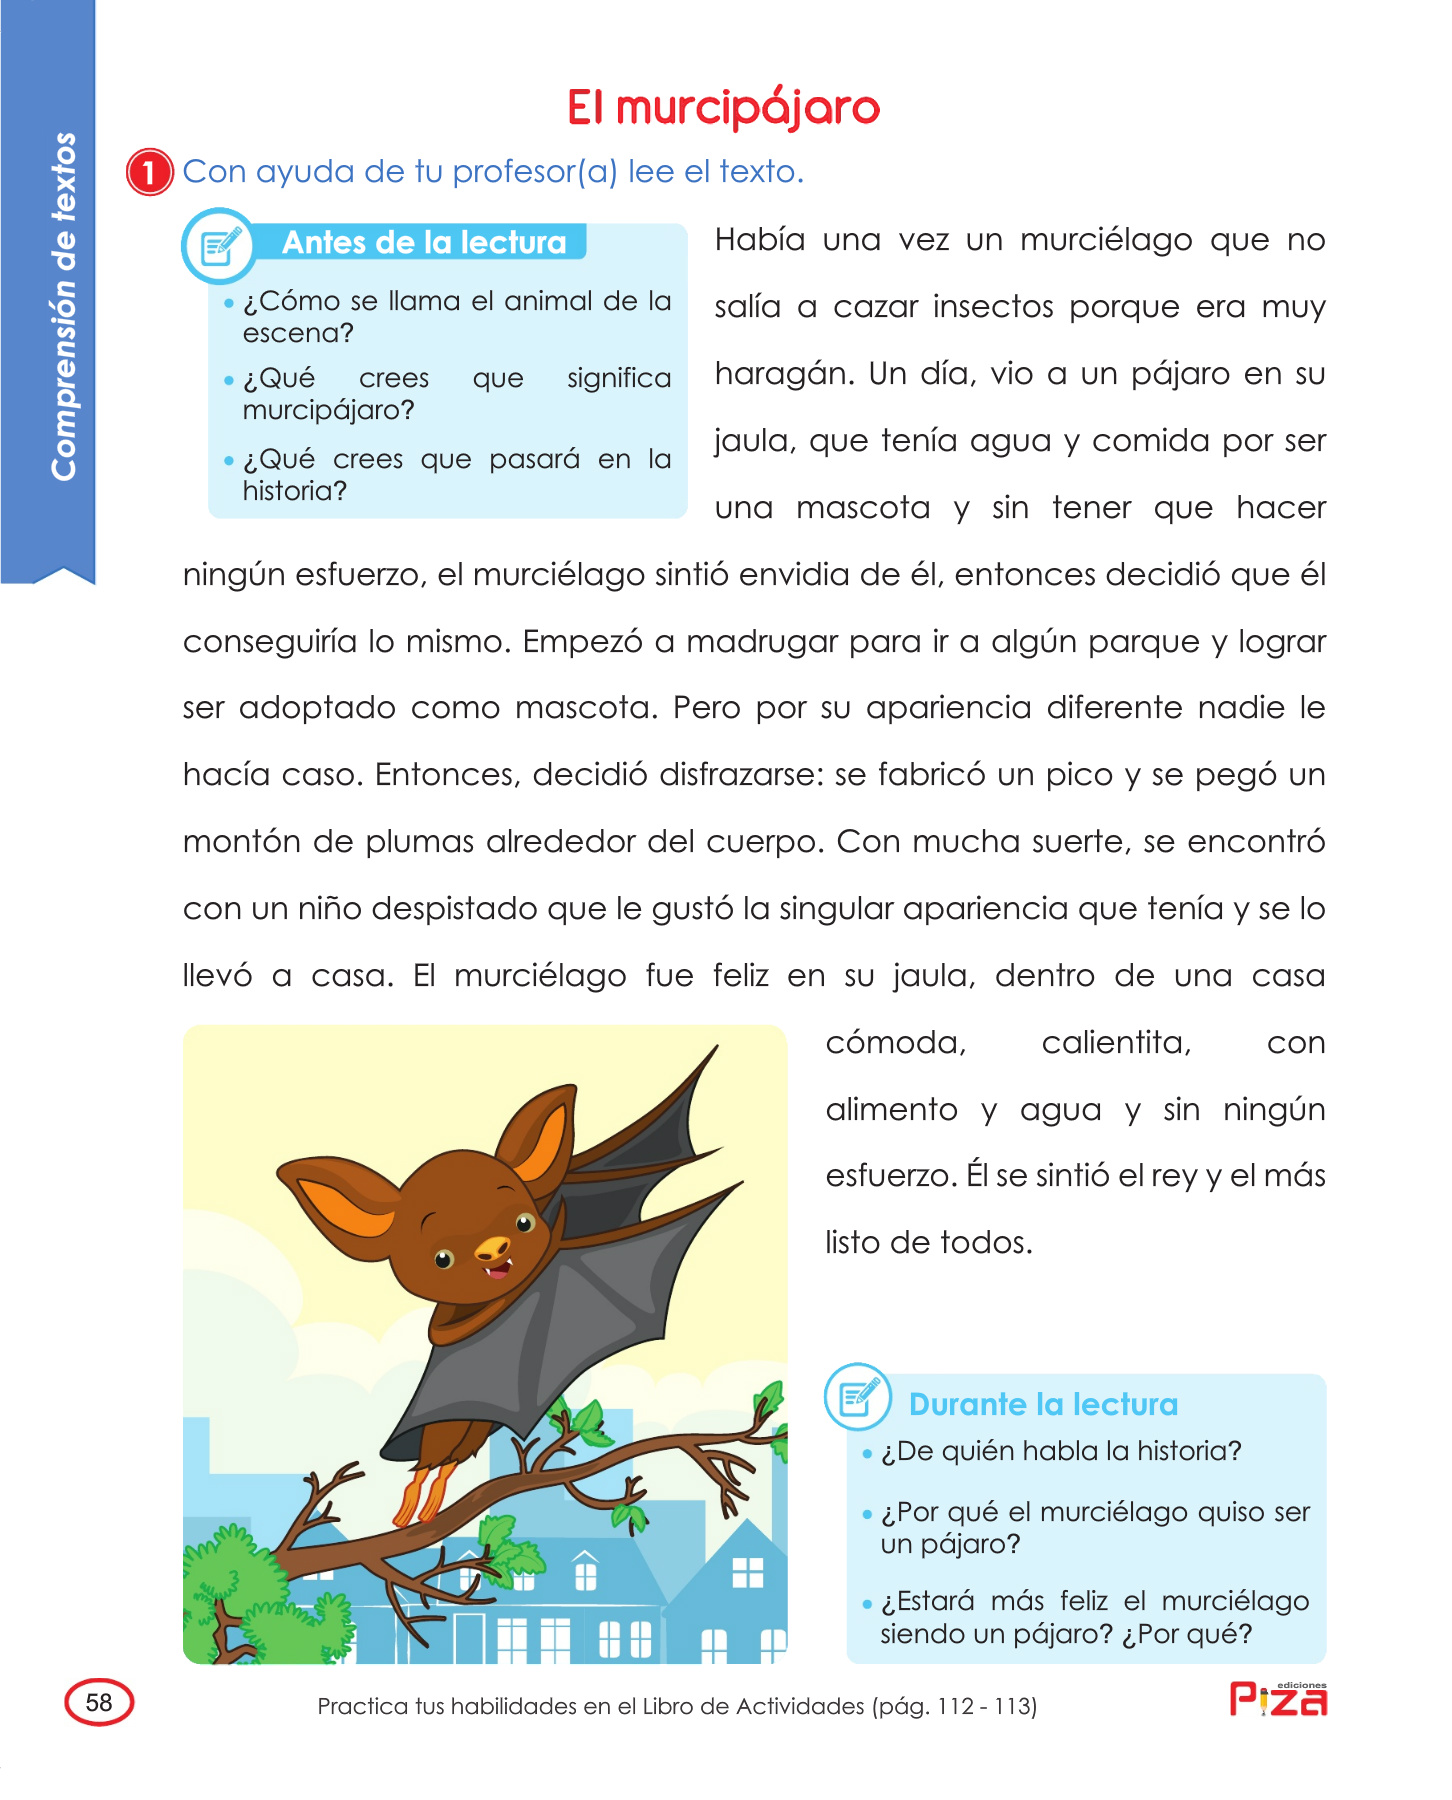 Comprensión de textos
El murcipájaro
1 Con ayuda de tu profesor(a) lee el texto.
Antes de la lectura
• ¿Cómo se llama el animal de la
escena?
• ¿Qué crees que significa
murcipájaro?
• ¿Qué crees que pasará en la
historia?
Había una vez un murciélago que no
salía a cazar insectos porque era muy
haragán. Un día, vio a un pájaro en su
jaula, que tenía agua y comida por ser
una mascota y sin tener que hacer
ningún esfuerzo, el murciélago sintió envidia de él, entonces decidió que él
conseguiría lo mismo. Empezó a madrugar para ir a algún parque y lograr
ser adoptado como mascota. Pero por su apariencia diferente nadie le
hacía caso. Entonces, decidió disfrazarse: se fabricó un pico y se pegó un
montón de plumas alrededor del cuerpo. Con mucha suerte, se encontró
con un niño despistado que le gustó la singular apariencia que tenía y se lo
llevó a casa. El murciélago fue feliz en su jaula, dentro de una casa
cómoda, calientita, con
alimento y agua y sin ningún
esfuerzo. Él se sintió el rey y el más
listo de todos.
Durante la lectura
• ¿De quién habla la historia?
• ¿Por qué el murciélago quiso ser
un pájaro?
• ¿Estará más feliz el murciélago
siendo un pájaro? ¿Por qué?
58
Practica tus habilidades en el Libro de Actividades (pág. 112 - 113)
ediciones
Piza